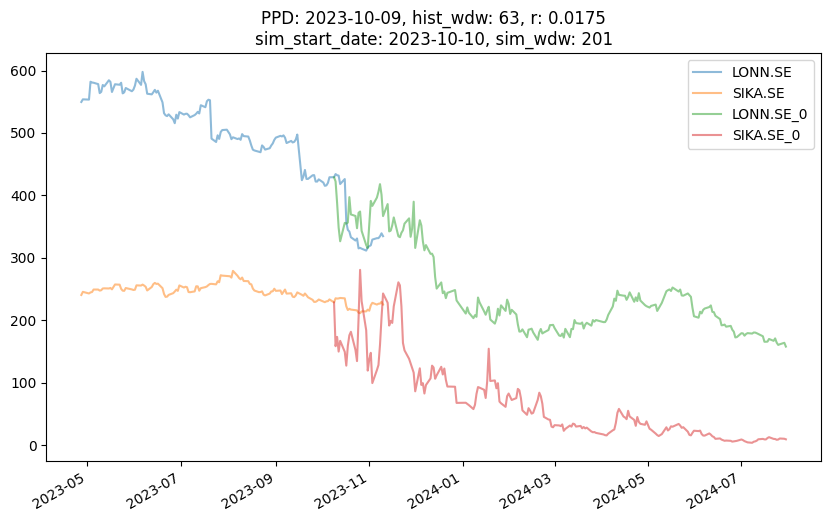 PPD: 2023-10-09, hist_wdw: 63, r: 0.0175
sim_start_date: 2023-10-10, sim_wdw: 201
LONN.SE
SIKA.SE
LONN.SE_0
SIKA.SE_0
600
500
400
300
200
100
0
2023-05
2023-07
2023-09
2023-11
2024-01
2024-03
2024-05
2024-07